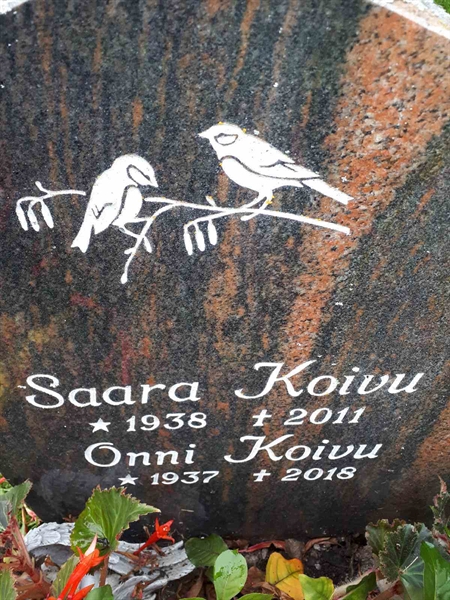 Saara Koivu
★ 1938 ✝ 2011
Onni Koivu
★ 1937 ✝ 2018